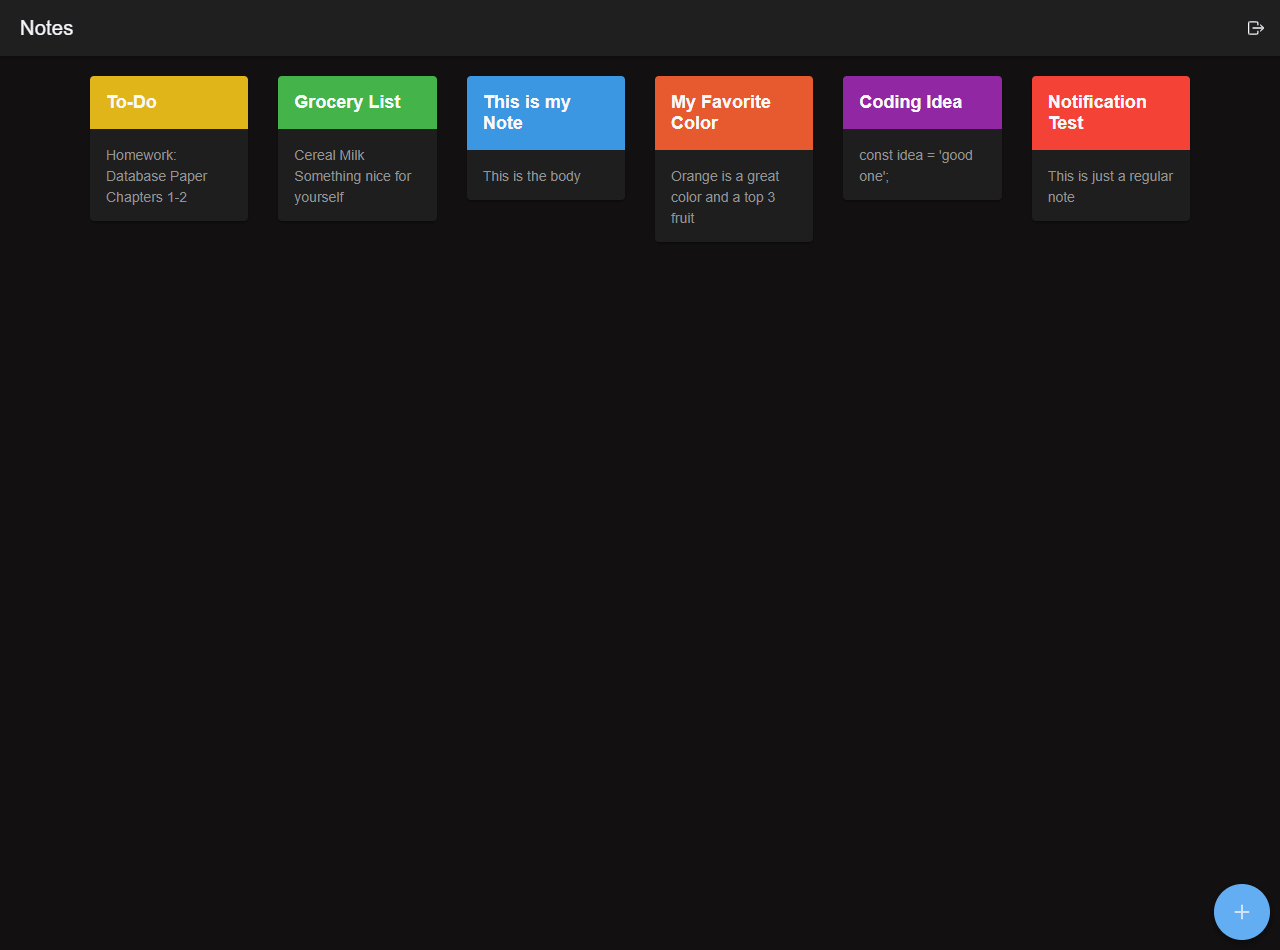 Notes
To-Do
Homework:
Database Paper
Chapters 1-2
Grocery List
Cereal Milk
Something nice for
yourself
This is my
Note
This is the body
My Favorite
Color
Orange is a great
color and a top 3
fruit
Coding Idea
const idea = 'good
one';
Notification
Test
This is just a regular
note